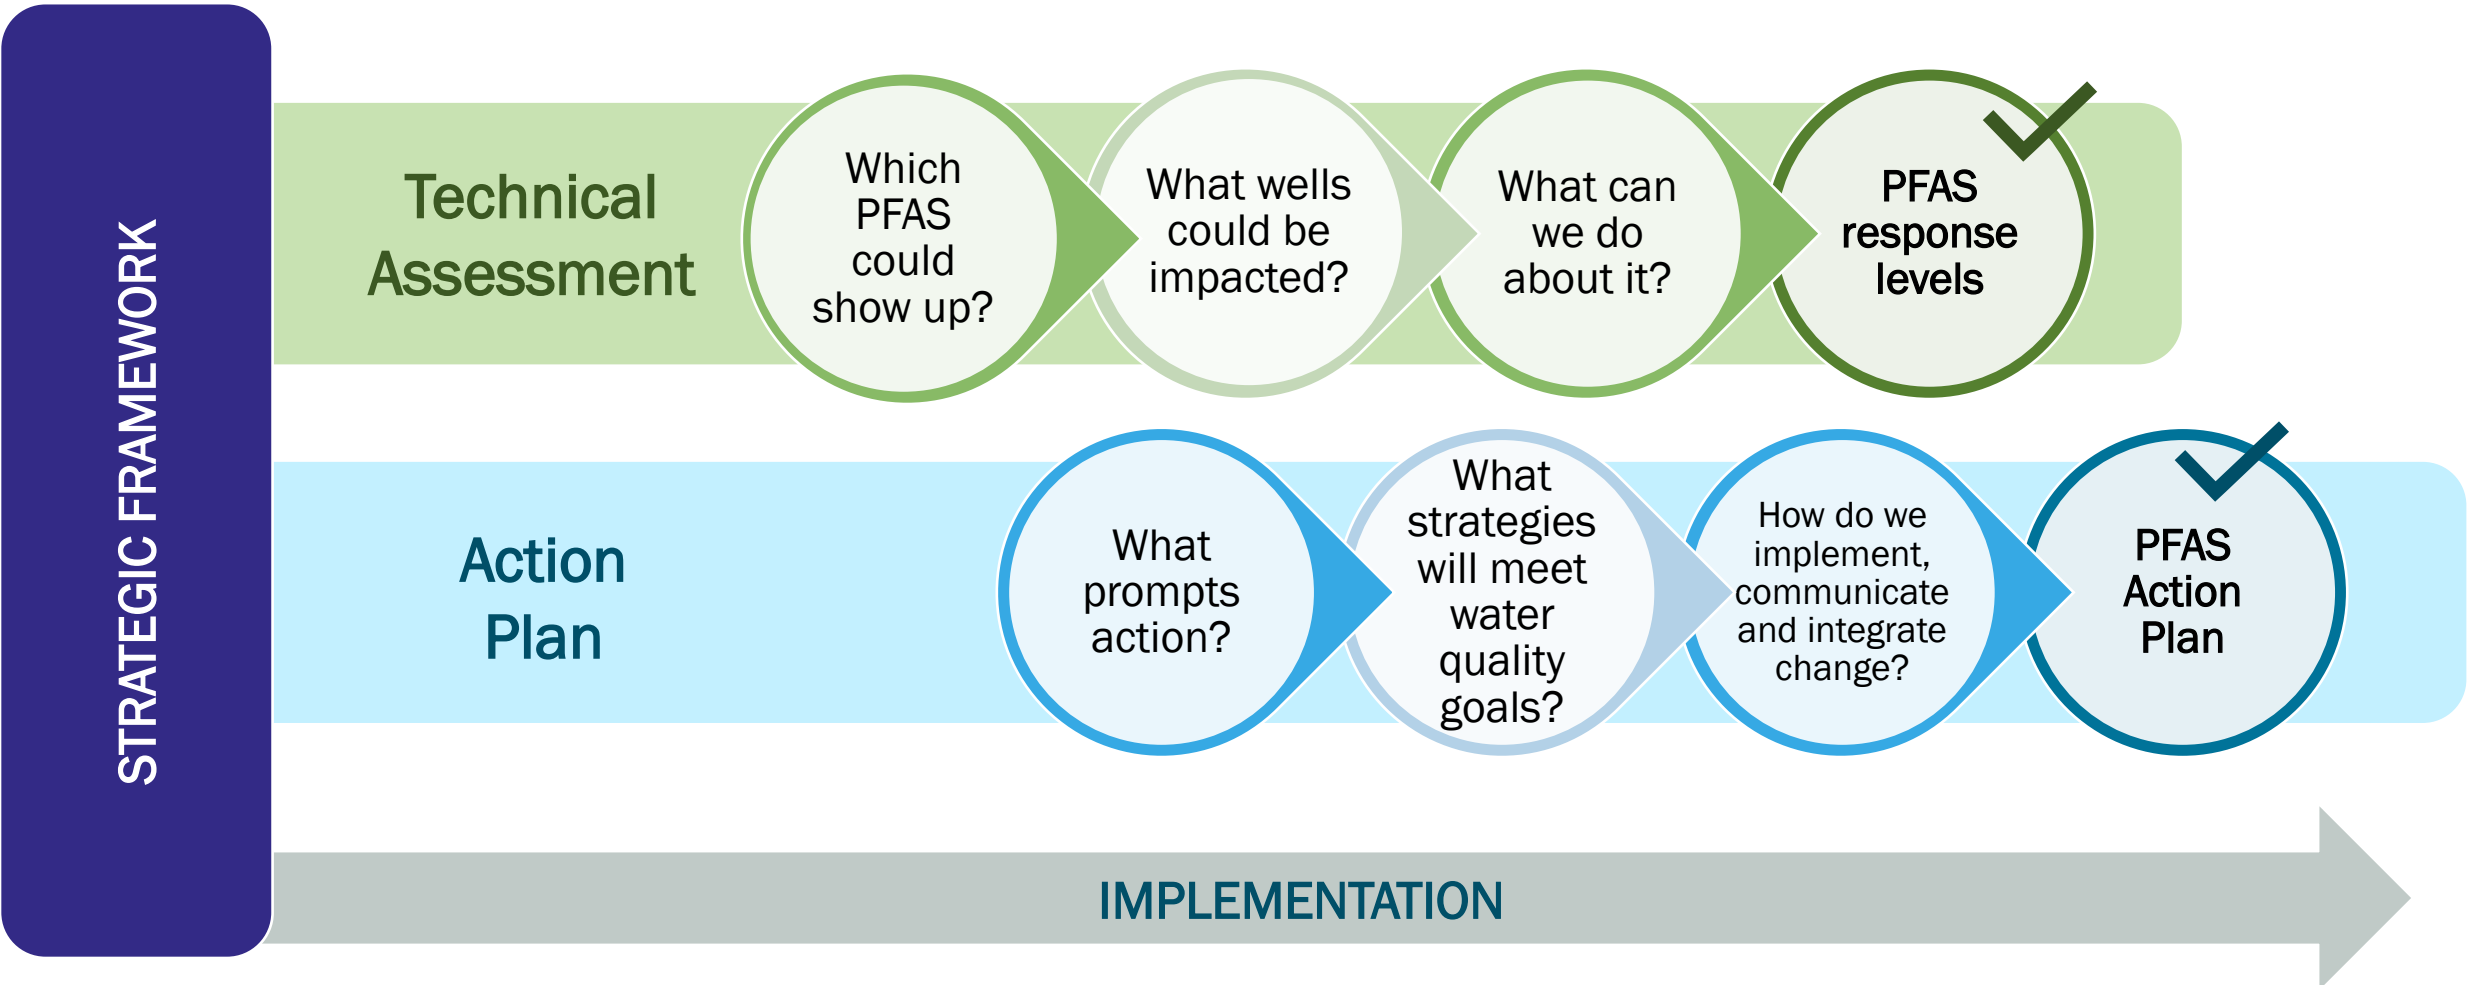 STRATEGIC FRAMEWORK
Technical
Assessment
Which
PFAS
could
show up?
What wells
could be
impacted?
What can
we do
about it?
PFAS
response
levels
Action
Plan
What
prompts
action?
What
strategies
will meet
water
quality
goals?
How do we
implement,
communicate
and integrate
change?
PFAS
Action
Plan
IMPLEMENTATION